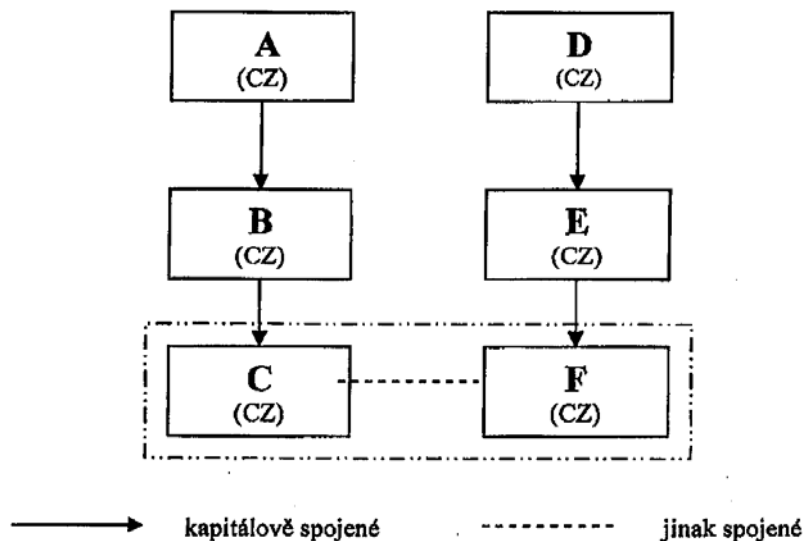 A D
(CZ) (CZ)
B E
(CZ) (CZ)
C F
(CZ) (CZ)
kapitálově spojené jinak spojené